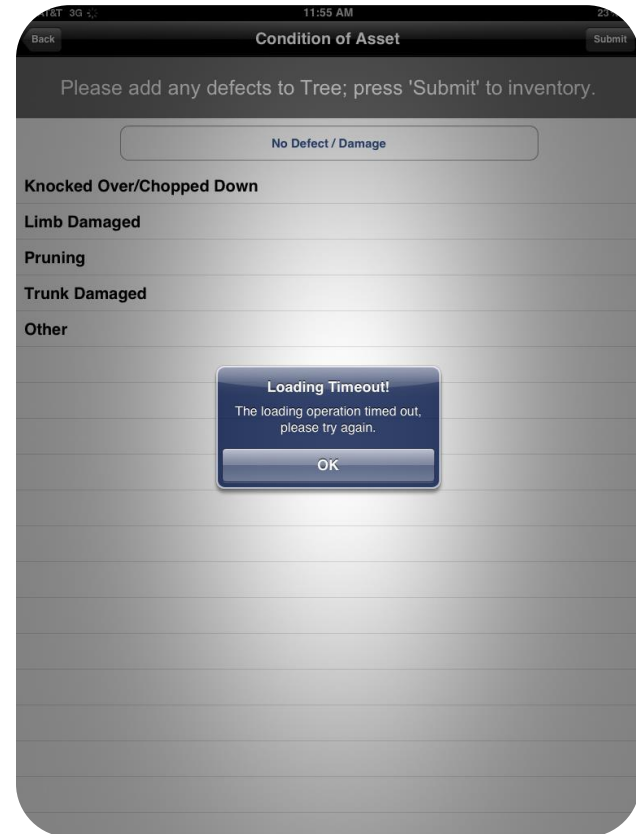 AT&T 3G 11:55 AM
Back Condition of Asset Submit
Please add any defects to Tree; press 'Submit' to inventory.
No Defect / Damage
Knocked Over/Chopped Down
Limb Damaged
Pruning
Trunk Damaged
Other
Loading Timeout!
The loading operation timed out,
please try again.
OK